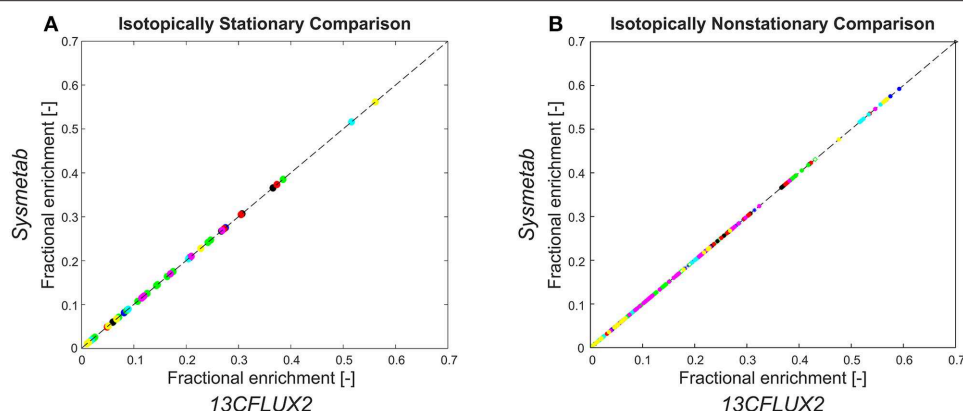 A
Isotopically Stationary Comparison
0.7
0.6
0.5
0.4
0.3
0.2
0.1
0
0 0.1 0.2 0.3 0.4 0.5 0.6 0.7
Sysmetab
Fractional enrichment [-]
Fractional enrichment [-]
13CFLUX2
B
Isotopically Nonstationary Comparison
0.7
0.6
0.5
0.4
0.3
0.2
0.1
0
0 0.1 0.2 0.3 0.4 0.5 0.6 0.7
Sysmetab
Fractional enrichment [-]
Fractional enrichment [-]
13CFLUX2